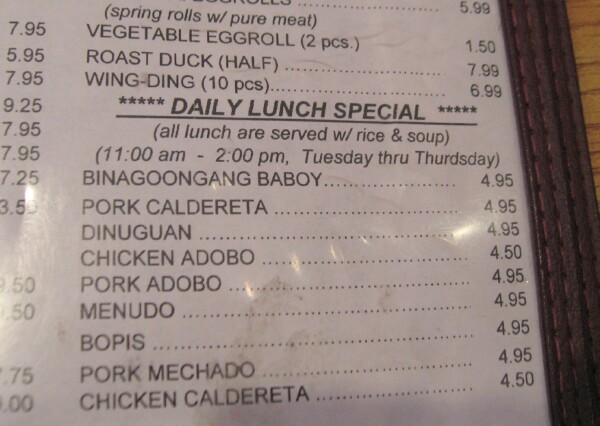 5.99
(spring rolls w/ pure meat)
7.95 VEGETABLE EGGROLL (2 pcs.) 1.50
5.95 ROAST DUCK (HALF) ........................ 7.99
7.95 WING-DING (10 pcs)........................ 6.99
9.25 ***** DAILY LUNCH SPECIAL *****
7.95 (all lunch are served w/ rice & soup)
7.95 (11:00 am - 2:00 pm, Tuesday thru Thurdsday)
7.25 BINAGOONGANG BABOY........................ 4.95
PORK CALDERETA ........................ 4.95
DINUGUAN ........................ 4.95
CHICKEN ADOBO ........................ 4.50
PORK ADOBO ........................ 4.95
MENUDO ........................ 4.95
BOPIS ........................ 4.95
PORK MECHADO ........................ 4.95
CHICKEN CALDERETA ........................ 4.50